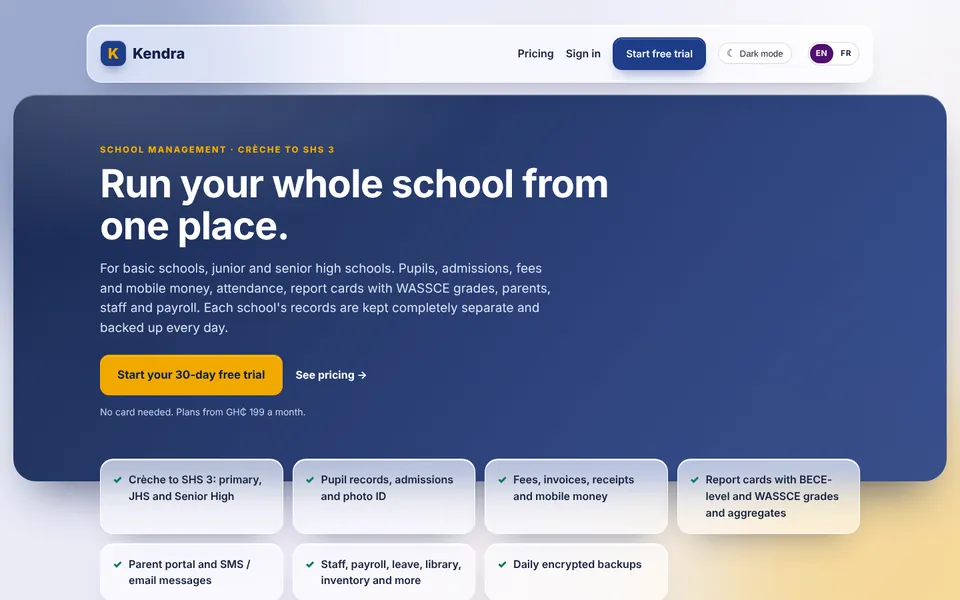 K Kendra
Pricing Sign in Start free trial Dark mode EN FR
SCHOOL MANAGEMENT · CRÈCHE TO SHS 3
Run your whole school from
one place.
For basic schools, junior and senior high schools. Pupils, admissions, fees
and mobile money, attendance, report cards with WASSCE grades, parents,
staff and payroll. Each school's records are kept completely separate and
backed up every day.
Start your 30-day free trial See pricing →
No card needed. Plans from GH₵ 199 a month.
✓ Crèche to SHS 3: primary,
JHS and Senior High
✓ Pupil records, admissions
and photo ID
✓ Fees, invoices, receipts
and mobile money
✓ Report cards with BECE-
level and WASSCE grades
and aggregates
✓ Parent portal and SMS /
email messages
✓ Staff, payroll, leave, library,
inventory and more
✓ Daily encrypted backups